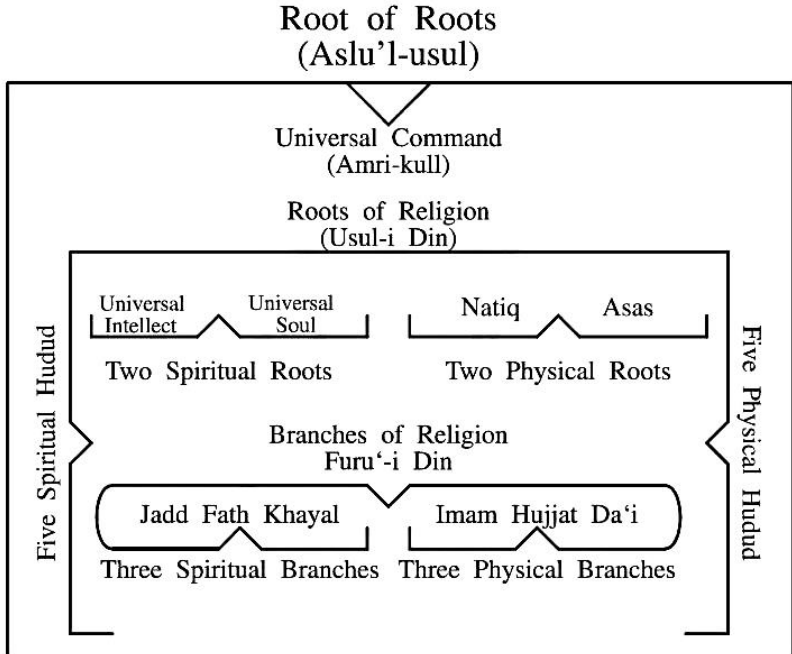 Root of Roots
(Aslu’l-usul)
Universal Command
(Amri-kull)
Roots of Religion
(Usul-i Din)
Universal
Intellect
Universal
Soul
Natiq Asas
Two Spiritual Roots
Two Physical Roots
Five Spiritual Hudud
Five Physical Hudud
Branches of Religion
Furu‘-i Din
Jadd Fath Khayal
Imam Hujjat Da‘i
Three Spiritual Branches
Three Physical Branches